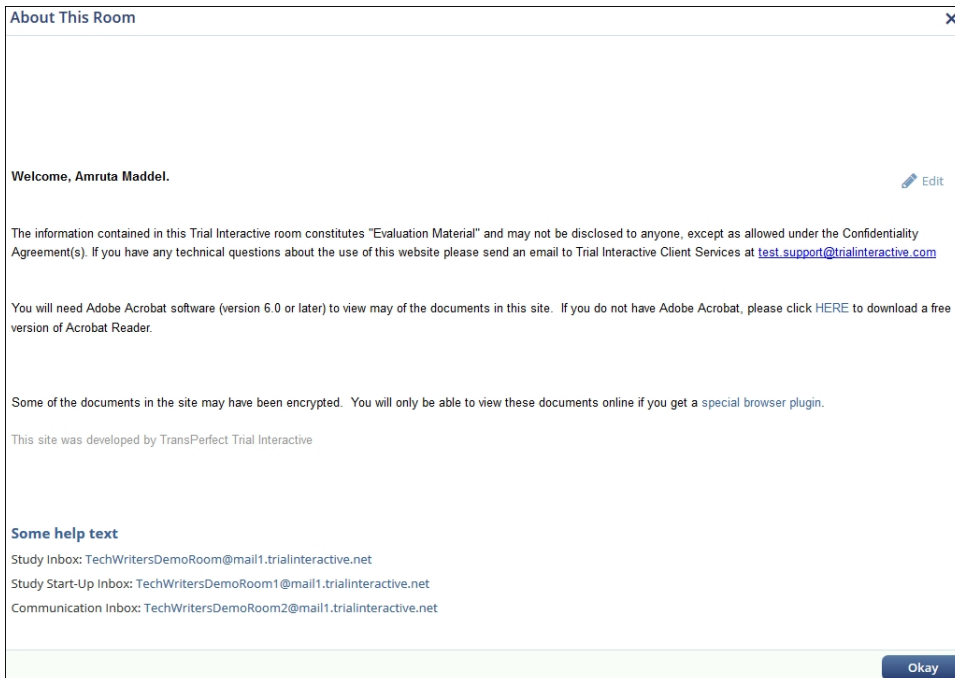 About This Room
Welcome, Amruta Maddel.
Edit
The information contained in this Trial Interactive room constitutes "Evaluation Material" and may not be disclosed to anyone, except as allowed under the Confidentiality
Agreement(s). If you have any technical questions about the use of this website please send an email to Trial Interactive Client Services at test.support@trialinteractive.com
You will need Adobe Acrobat software (version 6.0 or later) to view may of the documents in this site. If you do not have Adobe Acrobat, please click HERE to download a free
version of Acrobat Reader.
Some of the documents in the site may have been encrypted. You will only be able to view these documents online if you get a special browser plugin.
This site was developed by TransPerfect Trial Interactive
Some help text
Study Inbox: TechWritersDemoRoom@mail1.trialinteractive.net
Study Start-Up Inbox: TechWritersDemoRoom1@mail1.trialinteractive.net
Communication Inbox: TechWritersDemoRoom2@mail1.trialinteractive.net
Okay